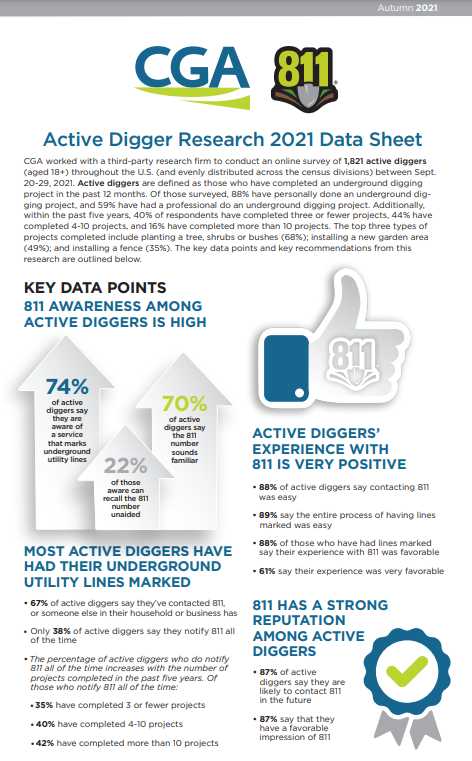 Autumn 2021
CGA
811
®
Active Digger Research 2021 Data Sheet
CGA worked with a third-party research firm to conduct an online survey of 1,821 active diggers
(aged 18+) throughout the U.S. (and evenly distributed across the census divisions) between Sept.
20-29, 2021. Active diggers are defined as those who have completed an underground digging
project in the past 12 months. Of those surveyed, 88% have personally done an underground dig-
ging project, and 59% have had a professional do an underground digging project. Additionally,
within the past five years, 40% of respondents have completed three or fewer projects, 44% have
completed 4-10 projects, and 16% have completed more than 10 projects. The top three types of
projects completed include planting a tree, shrubs or bushes (68%); installing a new garden area
(49%); and installing a fence (35%). The key data points and key recommendations from this
research are outlined below.
KEY DATA POINTS
811 AWARENESS AMONG
ACTIVE DIGGERS IS HIGH
74%
of active
diggers say
they are
aware of
a service
that marks
underground
utility lines
22%
of those
aware can
recall the 811
number
unaided
70%
of active
diggers say
the 811
number
sounds
familiar
MOST ACTIVE DIGGERS HAVE
HAD THEIR UNDERGROUND
UTILITY LINES MARKED
• 67% of active diggers say they've contacted 811,
or someone else in their household or business has
• Only 38% of active diggers say they notify 811 all
of the time
• The percentage of active diggers who do notify
811 all of the time increases with the number of
projects completed in the past five years. Of
those who notify 811 all of the time:
• 35% have completed 3 or fewer projects
• 40% have completed 4-10 projects
• 42% have completed more than 10 projects
811
ACTIVE DIGGERS'
EXPERIENCE WITH
811 IS VERY POSITIVE
• 88% of active diggers say contacting 811
was easy
• 89% say the entire process of having lines
marked was easy
• 88% of those who have had lines marked
say their experience with 811 was favorable
• 61% say their experience was very favorable
811 HAS A STRONG
REPUTATION
AMONG ACTIVE
DIGGERS
• 87% of active
diggers say they are
likely to contact 811
in the future
• 87% say that they
have a favorable
impression of 811